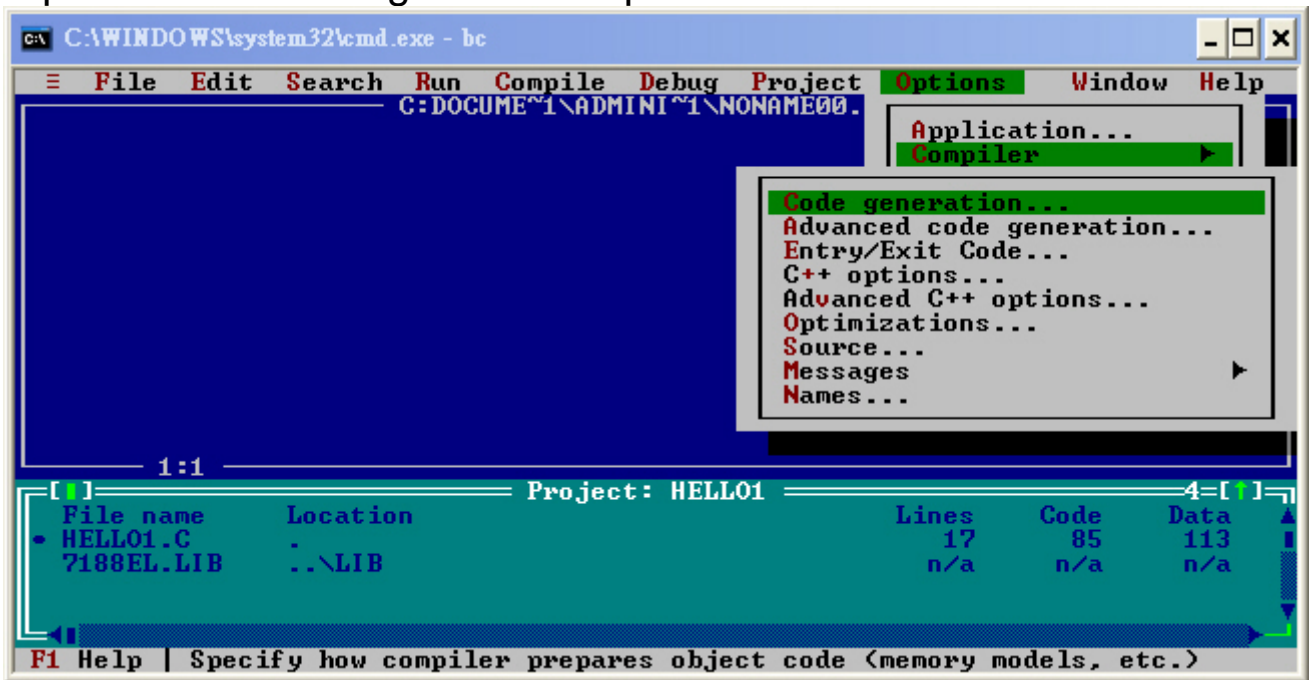 C:\WINDOWS\system32\cmd.exe - bc
≡ File Edit Search Run Compile Debug Project Options Window Help
C:DOCUME~1\ADMINI~1\NONAME00.
Application...
Compiler
Code generation...
Advanced code generation...
Entry/Exit Code...
C++ options...
Advanced C++ options...
Optimizations...
Source...
Messages
Names...
1:1
Project: HELLO1 4
File name Location Lines Code Data
• HELLO1.C . 17 85 113
7188EL.LIB ..\LIB n/a n/a n/a
F1 Help | Specify how compiler prepares object code (memory models, etc.)